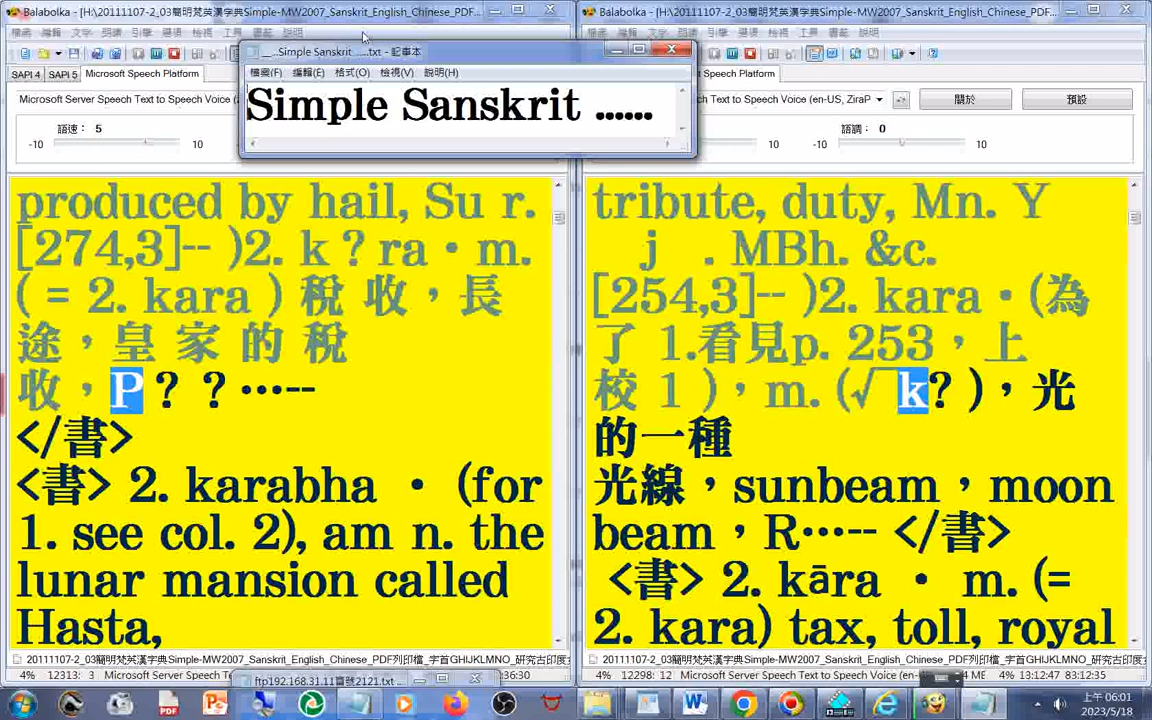 Balabolka - [H:\20111107-2_03簡明梵英漢字典Simple-MW2007_Sanskrit_English_Chinese_PDF...
Balabolka - [H:\20111107-2_03簡明梵英漢字典Simple-MW2007_Sanskrit_English_Chinese_PDF...
__...Simple Sanskrit ......txt - 記事本
檔案(F) 編輯(E) 格式(O) 檢視(V) 說明(H)
Simple Sanskrit ......
SAPI 4 SAPI 5 Microsoft Speech Platform
Speech Platform
Microsoft Server Speech Text to Speech Voice
Text to Speech Voice (en-US, ZiraP
關於
預設
語速： 5
-10
10
10
語調： 0
-10
10
produced by hail, Su r.
[274,3]-- )2. k ? ra • m.
( = 2. kara ) 稅 收，長
途，皇 家 的 稅
收，P ? ? …--
</書>
<書> 2. karabha • (for
1. see col. 2), am n. the
lunar mansion called
Hasta,
tribute, duty, Mn. Y
j . MBh. &c.
[254,3]-- )2. kara • (為
了 1.看見p. 253，上
校 1 )，m. (√ k? )，光
的一種
光線，sunbeam，moon
beam，R…-- </書>
<書> 2. kāra • m. (=
2. kara) tax, toll, royal
20111107-2_03簡明梵英漢字典Simple-MW2007_Sanskrit_English_Chinese_PDF列印檔_字首GHIJKLMNO_研究古印度
20111107-2_03簡明梵英漢字典Simple-MW2007_Sanskrit_English_Chinese_PDF列印檔_字首GHIJKLMNO_研究古印度
4% 12313: 3 Microsoft Server Speech
36:30
4% 12298: 12 Microsoft Server Speech Text to Speech Voice (en-
13:12:47 83:12:35
上午 06:01
2023/5/18